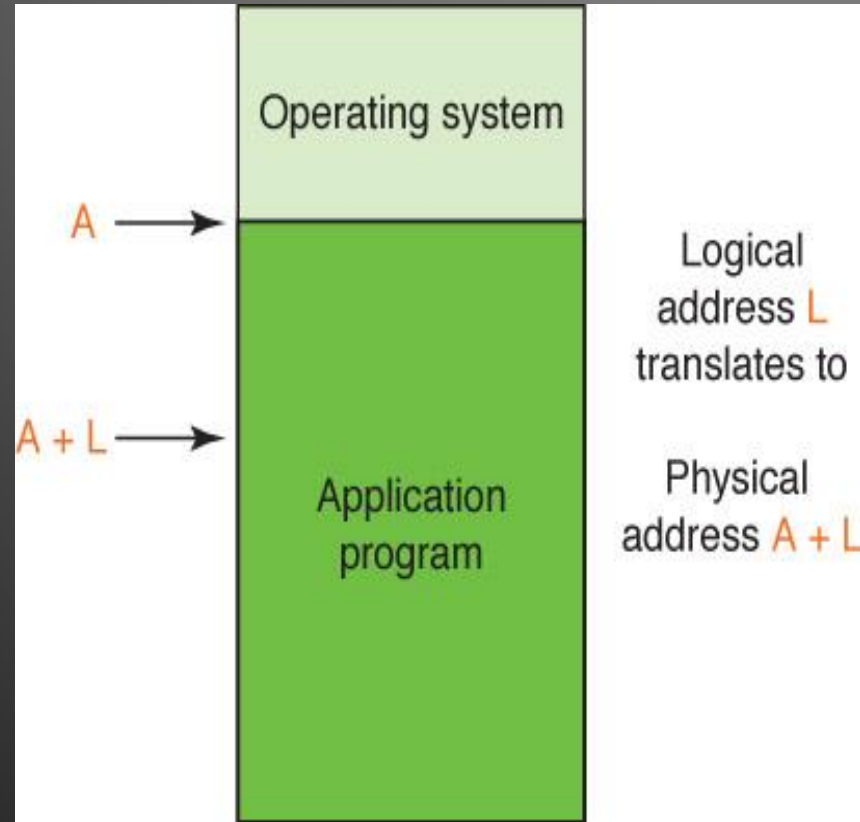 Operating system
A
A + L
Application
program
Logical
address L
translates to
Physical
address A + L